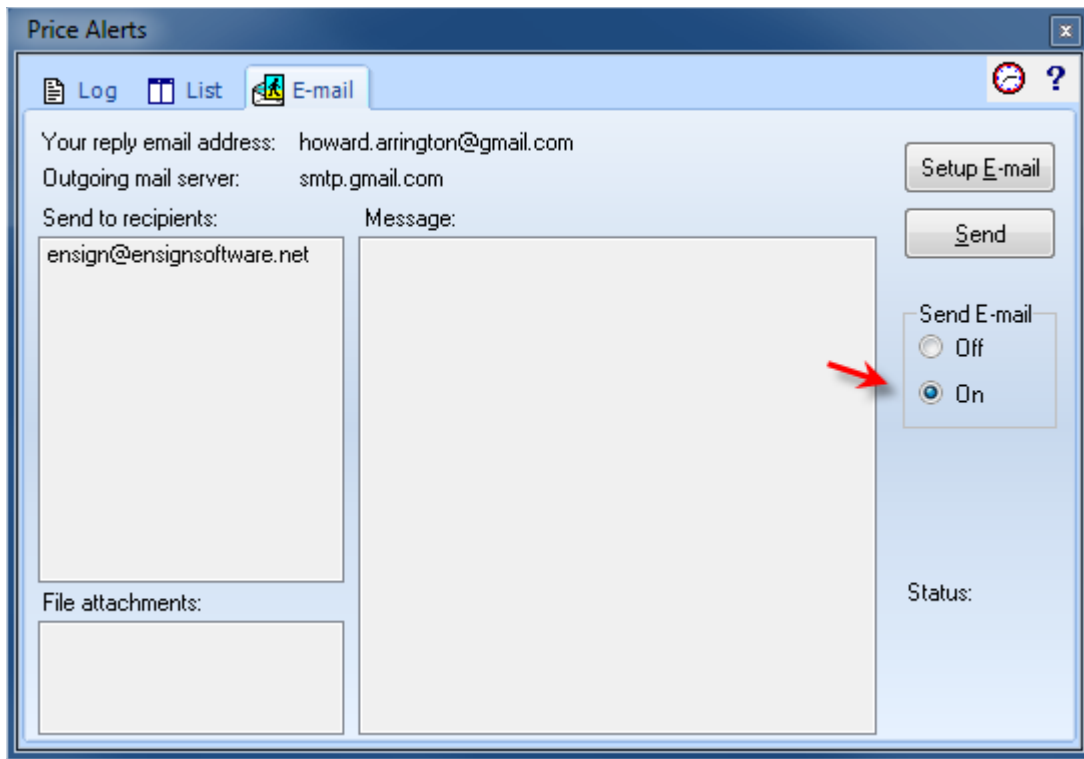 Price Alerts
x
Log List E-mail
?
Your reply email address: howard.arrington@gmail.com
Outgoing mail server: smtp.gmail.com
Setup E-mail
Send to recipients: Message:
Send
ensign@ensignsoftware.net
Send E-mail
Off
On
File attachments:
Status: